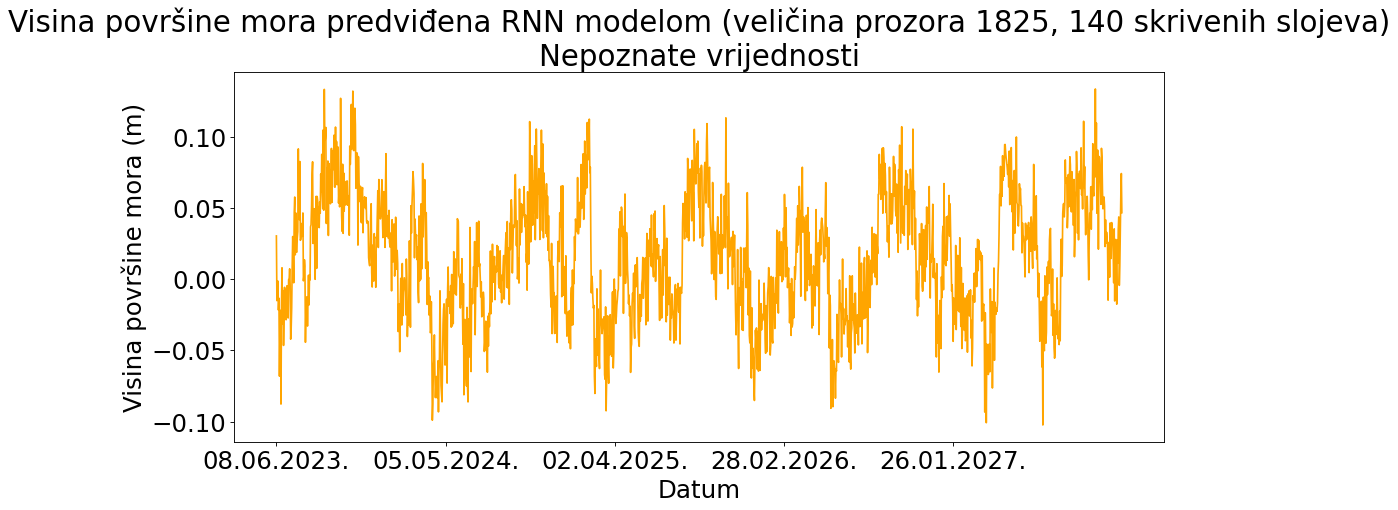 Visina površine mora predviđena RNN modelom (veličina prozora 1825, 140 skrivenih slojeva)
Nepoznate vrijednosti
Visina površine mora (m)
0.10
0.05
0.00
−0.05
−0.10
08.06.2023. 05.05.2024. 02.04.2025. 28.02.2026. 26.01.2027.
Datum